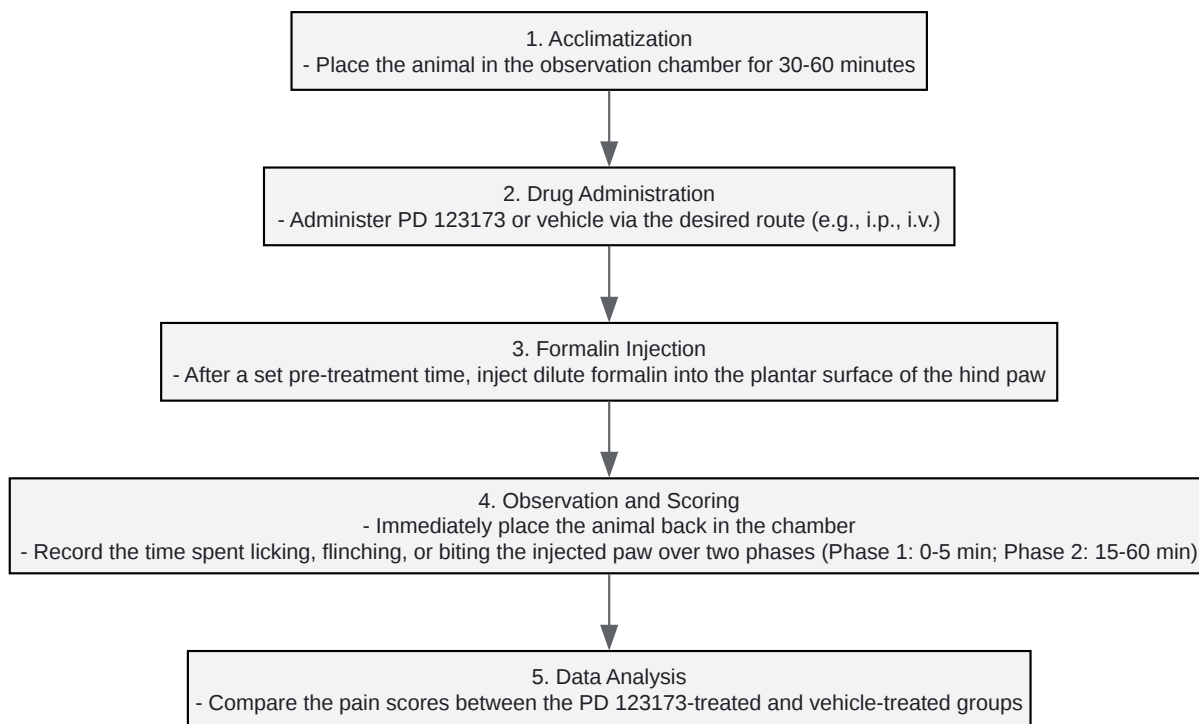 1. Acclimatization
- Place the animal in the observation chamber for 30-60 minutes
2. Drug Administration
- Administer PD 123173 or vehicle via the desired route (e.g., i.p., i.v.)
3. Formalin Injection
- After a set pre-treatment time, inject dilute formalin into the plantar surface of the hind paw
4. Observation and Scoring
- Immediately place the animal back in the chamber
- Record the time spent licking, flinching, or biting the injected paw over two phases (Phase 1: 0-5 min; Phase 2: 15-60 min)
5. Data Analysis
- Compare the pain scores between the PD 123173-treated and vehicle-treated groups